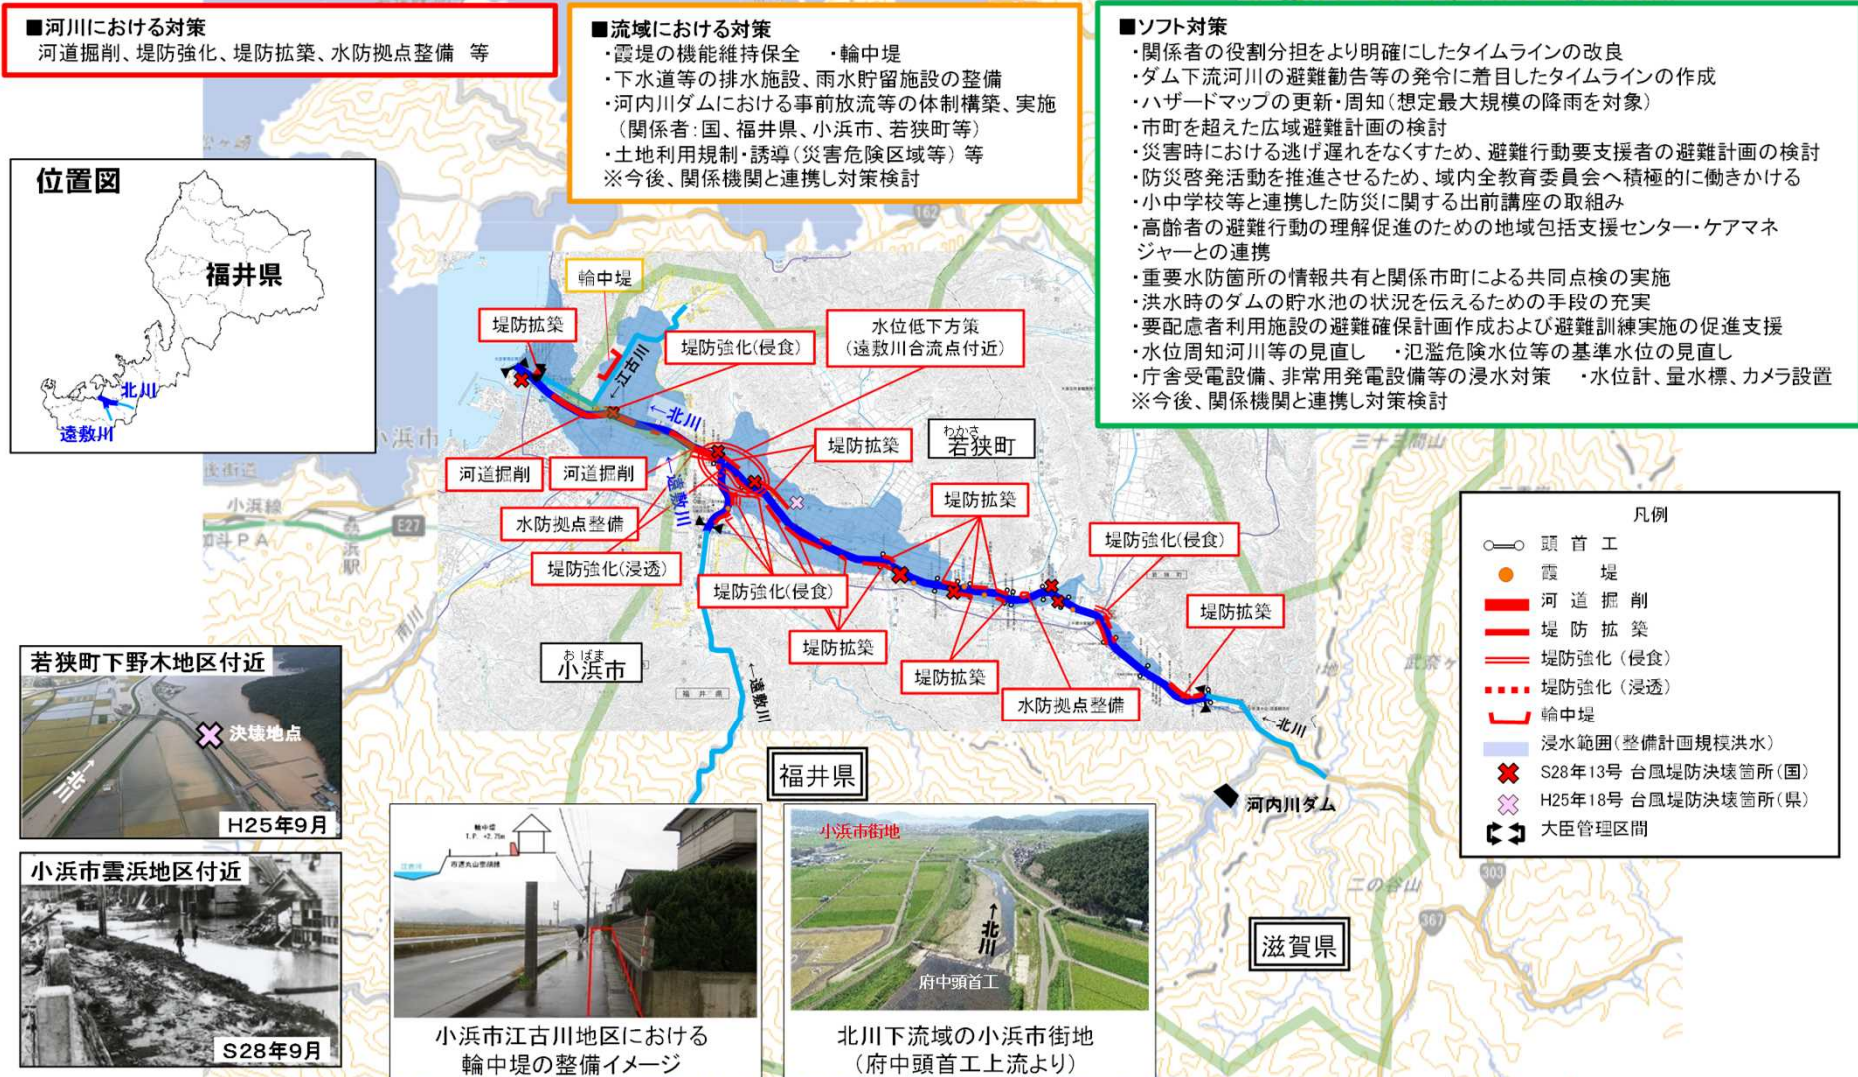 ■河川における対策
河道掘削、堤防強化、堤防拡築、水防拠点整備 等
■流域における対策
・霞堤の機能維持保全 ・輪中堤
・下水道等の排水施設、雨水貯留施設の整備
・河内川ダムにおける事前放流等の体制構築、実施
（関係者：国、福井県、小浜市、若狭町等）
・土地利用規制・誘導（災害危険区域等）等
※今後、関係機関と連携し対策検討
■ソフト対策
・関係者の役割分担をより明確にしたタイムラインの改良
・ダム下流河川の避難勧告等の発令に着目したタイムラインの作成
・ハザードマップの更新・周知（想定最大規模の降雨を対象）
・市町を超えた広域避難計画の検討
・災害時における逃げ遅れをなくすため、避難行動要支援者の避難計画の検討
・防災啓発活動を推進させるため、域内全教育委員会へ積極的に働きかける
・小中学校等と連携した防災に関する出前講座の取組み
・高齢者の避難行動の理解促進のための地域包括支援センター・ケアマネ
ジャーとの連携
・重要水防箇所の情報共有と関係市町による共同点検の実施
・洪水時のダムの貯水池の状況を伝えるための手段の充実
・要配慮者利用施設の避難確保計画作成および避難訓練実施の促進支援
・水位周知河川等の見直し ・氾濫危険水位等の基準水位の見直し
・庁舎受電設備、非常用発電設備等の浸水対策 ・水位計、量水標、カメラ設置
※今後、関係機関と連携し対策検討
位置図
福井県
北川
遠敷川
162
輪中堤
堤防拡築
堤防強化(侵食)
水位低下方策
(遠敷川合流点付近)
←江古川
←北川
堤防拡築
わかさ
若狭町
小浜市
三十三間山
河道掘削
河道掘削
←遠敷川
堤防拡築
小浜線
E27
加斗PA
水防拠点整備
堤防強化(侵食)
堤防強化(浸透)
堤防強化(侵食)
堤防拡築
堤防拡築
堤防拡築
おばま
小浜市
福井県
水防拠点整備
←遠敷川
←北川
南川
福井県
河内川ダム
凡例
頭首工
霞堤
河道掘削
堤防拡築
堤防強化（侵食）
堤防強化（浸透）
輪中堤
浸水範囲(整備計画規模洪水)
S28年13号 台風堤防決壊箇所(国)
H25年18号 台風堤防決壊箇所(県)
大臣管理区間
二の谷山
303
367
滋賀県
若狭町下野木地区付近
決壊地点
←北川
H25年9月
小浜市雲浜地区付近
S28年9月
輪中堤
T.P. +2.75m
小浜市江古川地区における
輪中堤の整備イメージ
小浜市街地
←北川
府中頭首工
北川下流域の小浜市街地
（府中頭首工上流より）